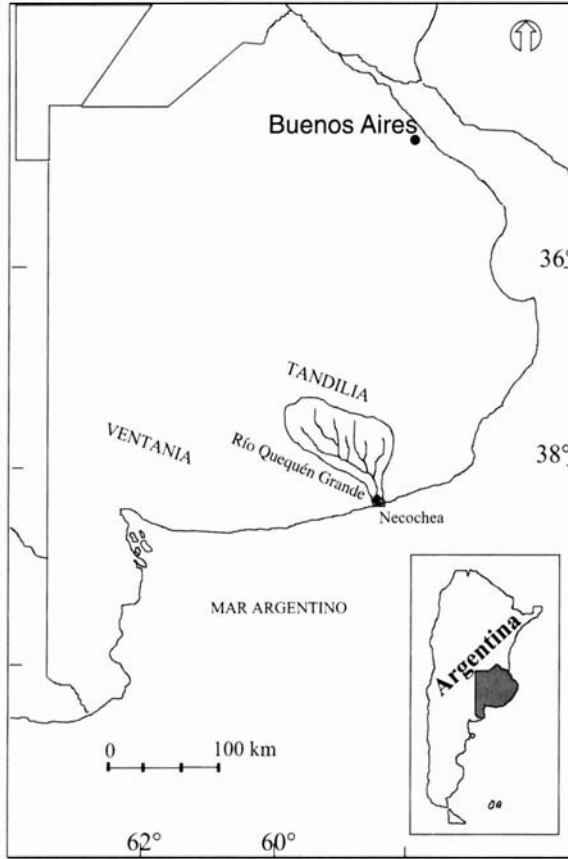 Buenos Aires
36°
TANDILIA
VENTANIA
Río Quequén Grande
38°
Necochea
MAR ARGENTINO
Argentina
0 100 km
62° 60°